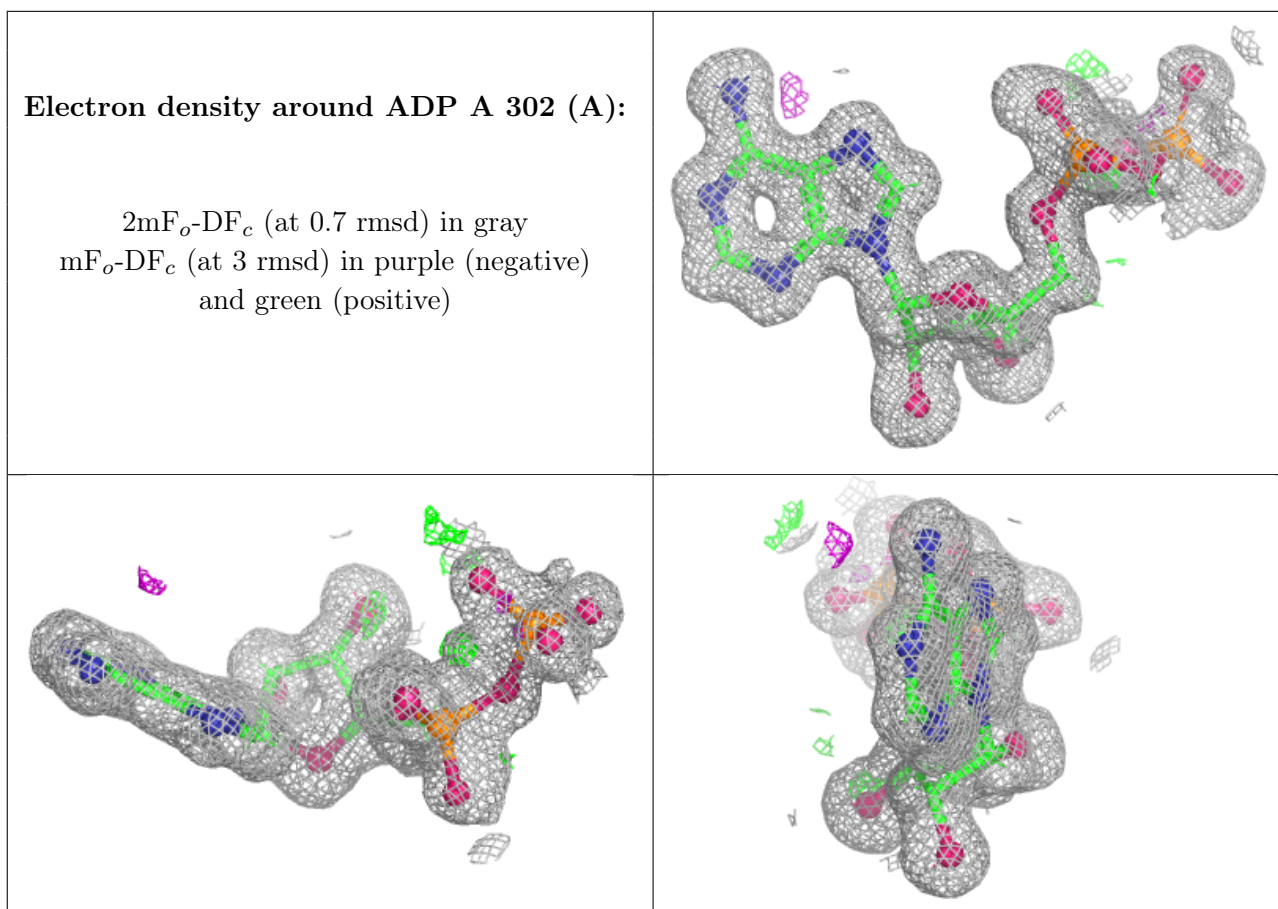 Electron density around ADP A 302 (A):
2mFₒ-DF𝒸 (at 0.7 rmsd) in gray
mFₒ-DF𝒸 (at 3 rmsd) in purple (negative)
and green (positive)